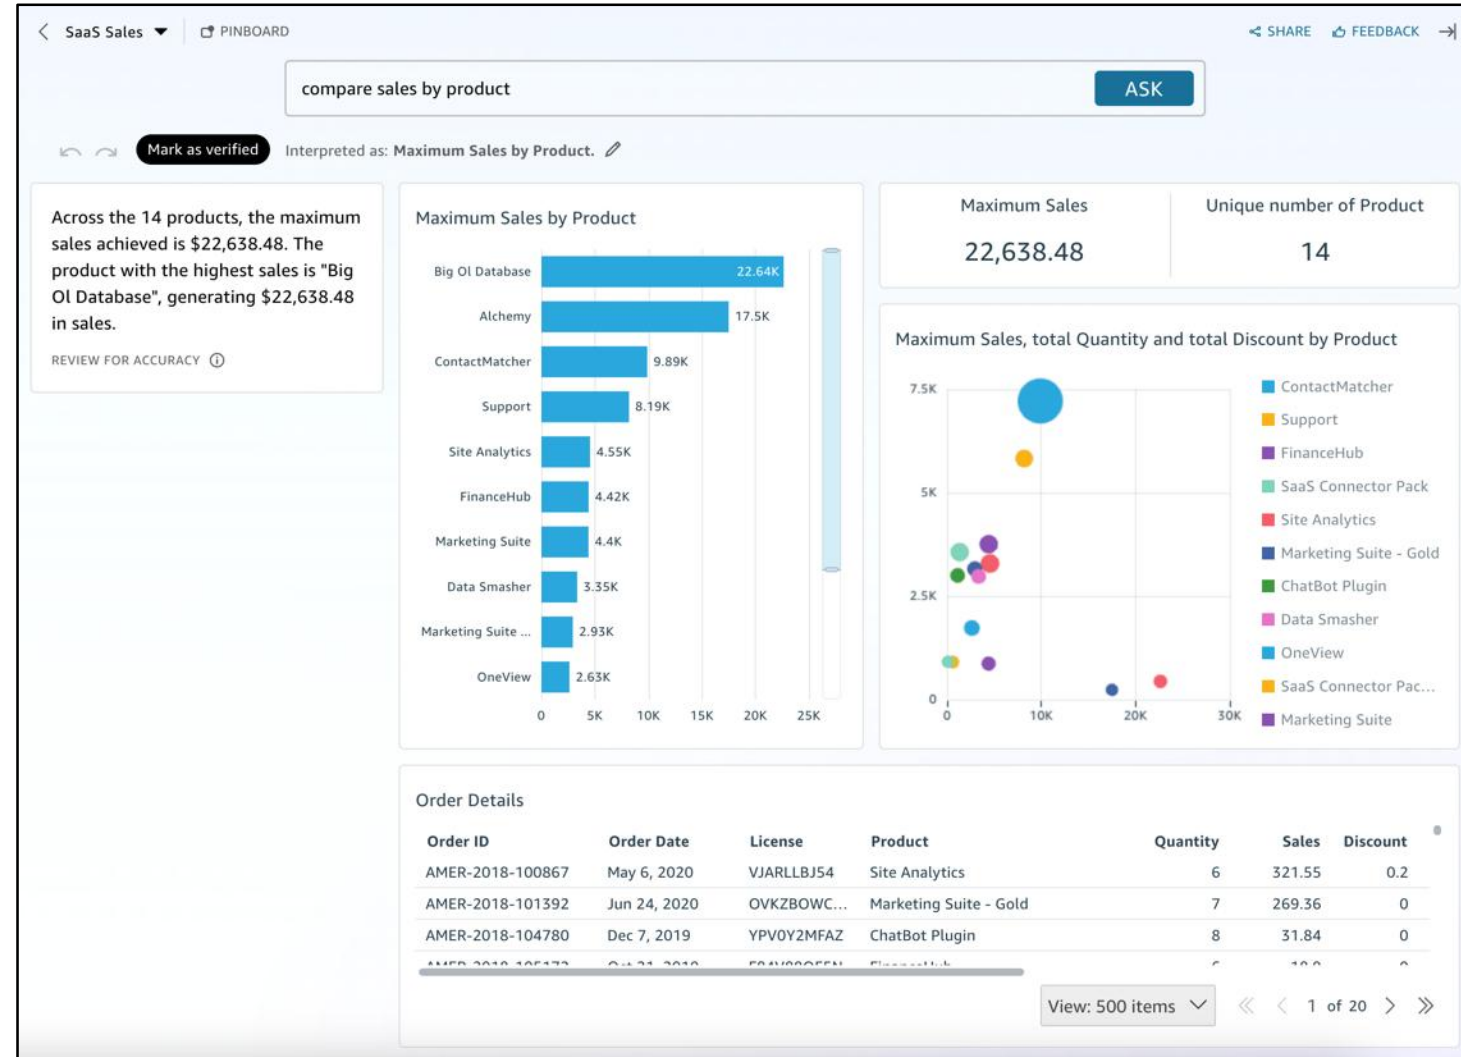 SaaS Sales
PINBOARD
SHARE
FEEDBACK
compare sales by product
ASK
Mark as verified
Interpreted as: Maximum Sales by Product.
Across the 14 products, the maximum
sales achieved is $22,638.48. The
product with the highest sales is "Big
Ol Database", generating $22,638.48
in sales.
REVIEW FOR ACCURACY
Maximum Sales by Product
Big Ol Database 22.64K
Alchemy 17.5K
ContactMatcher 9.89K
Support 8.19K
Site Analytics 4.55K
FinanceHub 4.42K
Marketing Suite 4.4K
Data Smasher 3.35K
Marketing Suite ... 2.93K
OneView 2.63K
0 5K 10K 15K 20K 25K
Maximum Sales
22,638.48
Unique number of Product
14
Maximum Sales, total Quantity and total Discount by Product
7.5K
5K
2.5K
0
0 10K 20K 30K
ContactMatcher
Support
FinanceHub
SaaS Connector Pack
Site Analytics
Marketing Suite - Gold
ChatBot Plugin
Data Smasher
OneView
SaaS Connector Pac...
Marketing Suite
Order Details
Order ID Order Date License Product Quantity Sales Discount
AMER-2018-100867 May 6, 2020 VJARLLBJ54 Site Analytics 6 321.55 0.2
AMER-2018-101392 Jun 24, 2020 OVKZBOWC... Marketing Suite - Gold 7 269.36 0
AMER-2018-104780 Dec 7, 2019 YPV0Y2MFAZ ChatBot Plugin 8 31.84 0
View: 500 items
1 of 20